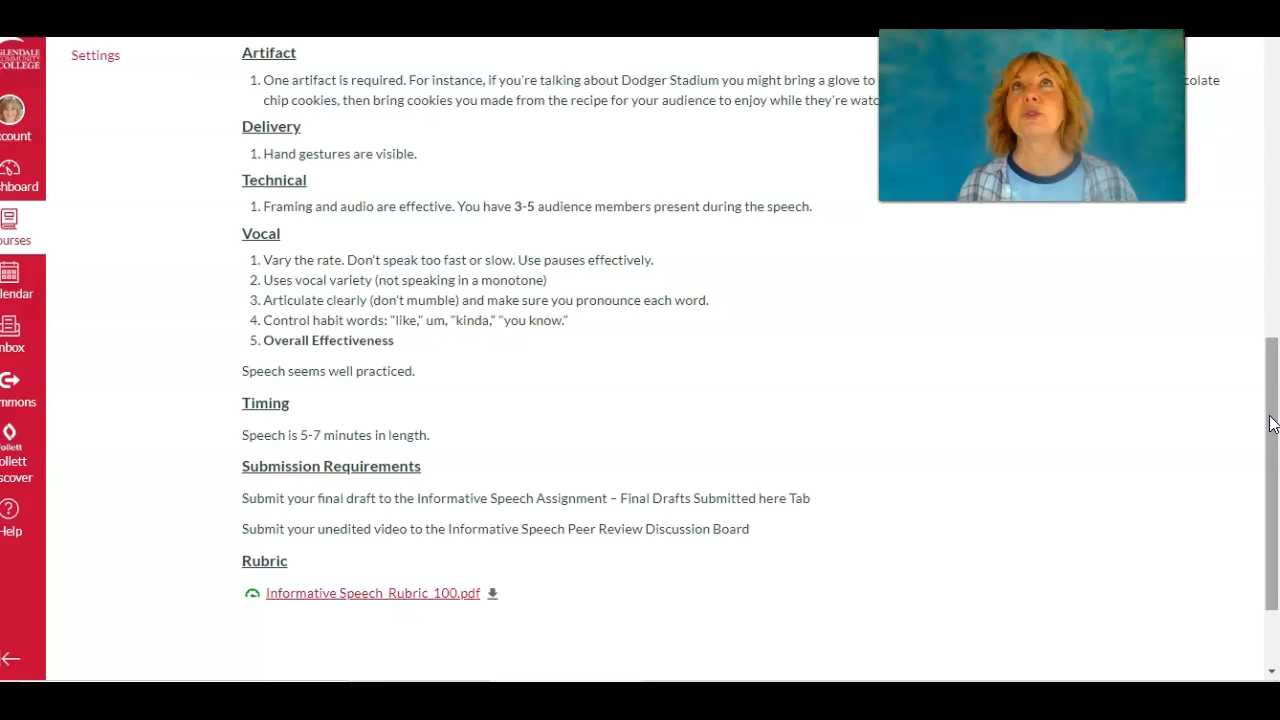 GLENDALE
COMMUNITY
COLLEGE
Settings
ccount
shboard
ourses
lendar
nbox
mmons
Follett
ollett
scover
Help
Artifact
1. One artifact is required. For instance, if you're talking about Dodger Stadium you might bring a glove to colate
chip cookies, then bring cookies you made from the recipe for your audience to enjoy while they're watc
Delivery
1. Hand gestures are visible.
Technical
1. Framing and audio are effective. You have 3-5 audience members present during the speech.
Vocal
1. Vary the rate. Don't speak too fast or slow. Use pauses effectively.
2. Uses vocal variety (not speaking in a monotone)
3. Articulate clearly (don't mumble) and make sure you pronounce each word.
4. Control habit words: "like," um, "kinda," "you know."
5. Overall Effectiveness
Speech seems well practiced.
Timing
Speech is 5-7 minutes in length.
Submission Requirements
Submit your final draft to the Informative Speech Assignment – Final Drafts Submitted here Tab
Submit your unedited video to the Informative Speech Peer Review Discussion Board
Rubric
Informative Speech_Rubric_100.pdf